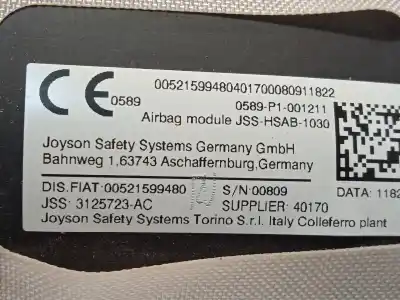 00521599480401700080911822
CE 0589
0589-P1-001211
Airbag module JSS-HSAB-1030
Joyson Safety Systems Germany GmbH
Bahnweg 1,63743 Aschaffenburg,Germany
DIS.FIAT:00521599480 S/N:00809 DATA: 1182
JSS: 3125723-AC SUPPLIER: 40170
Joyson Safety Systems Torino S.r.l. Italy Colleferro plant